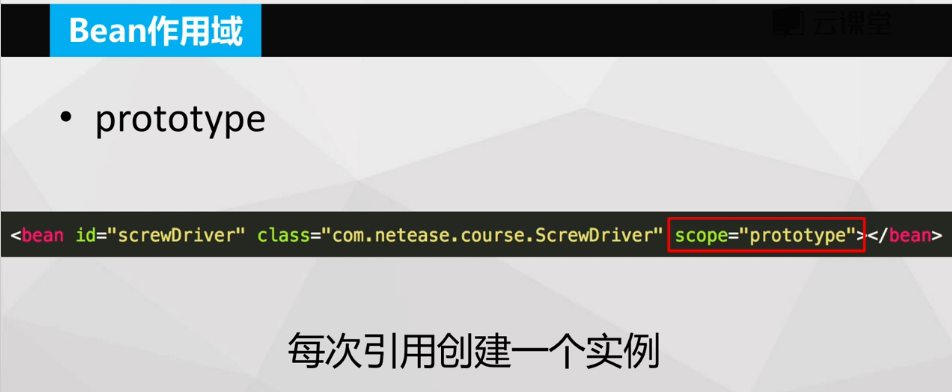 Bean作用域
云课堂
• prototype
<bean id="screwDriver" class="com.netease.course.ScrewDriver" scope="prototype"></bean>
每次引用创建一个实例